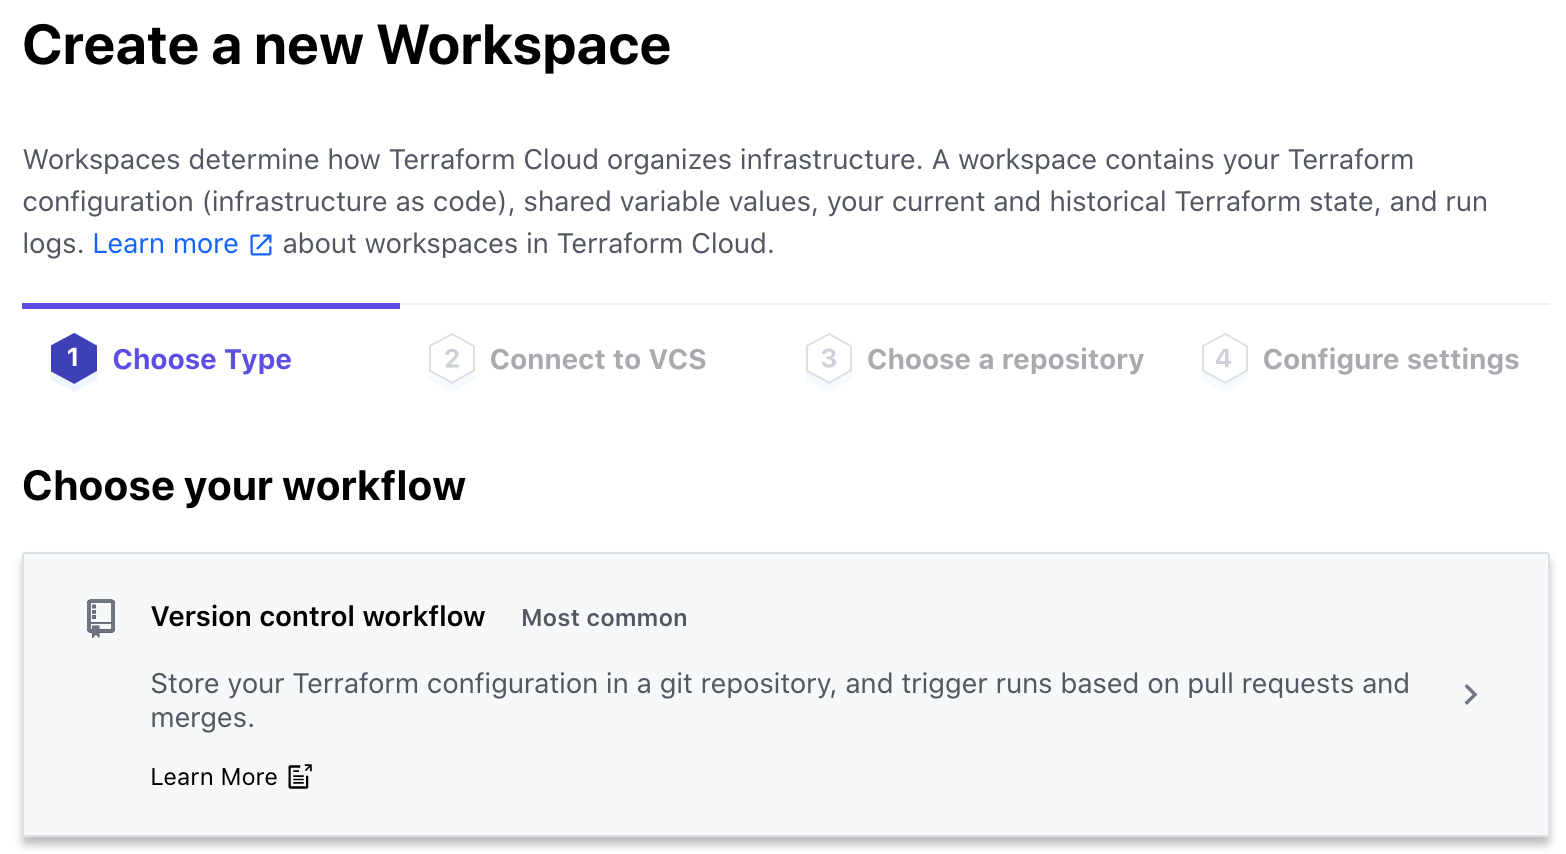 Create a new Workspace
Workspaces determine how Terraform Cloud organizes infrastructure. A workspace contains your Terraform
configuration (infrastructure as code), shared variable values, your current and historical Terraform state, and run
logs. Learn more about workspaces in Terraform Cloud.
1 Choose Type 2 Connect to VCS 3 Choose a repository 4 Configure settings
Choose your workflow
Version control workflow Most common
Store your Terraform configuration in a git repository, and trigger runs based on pull requests and
merges.
Learn More